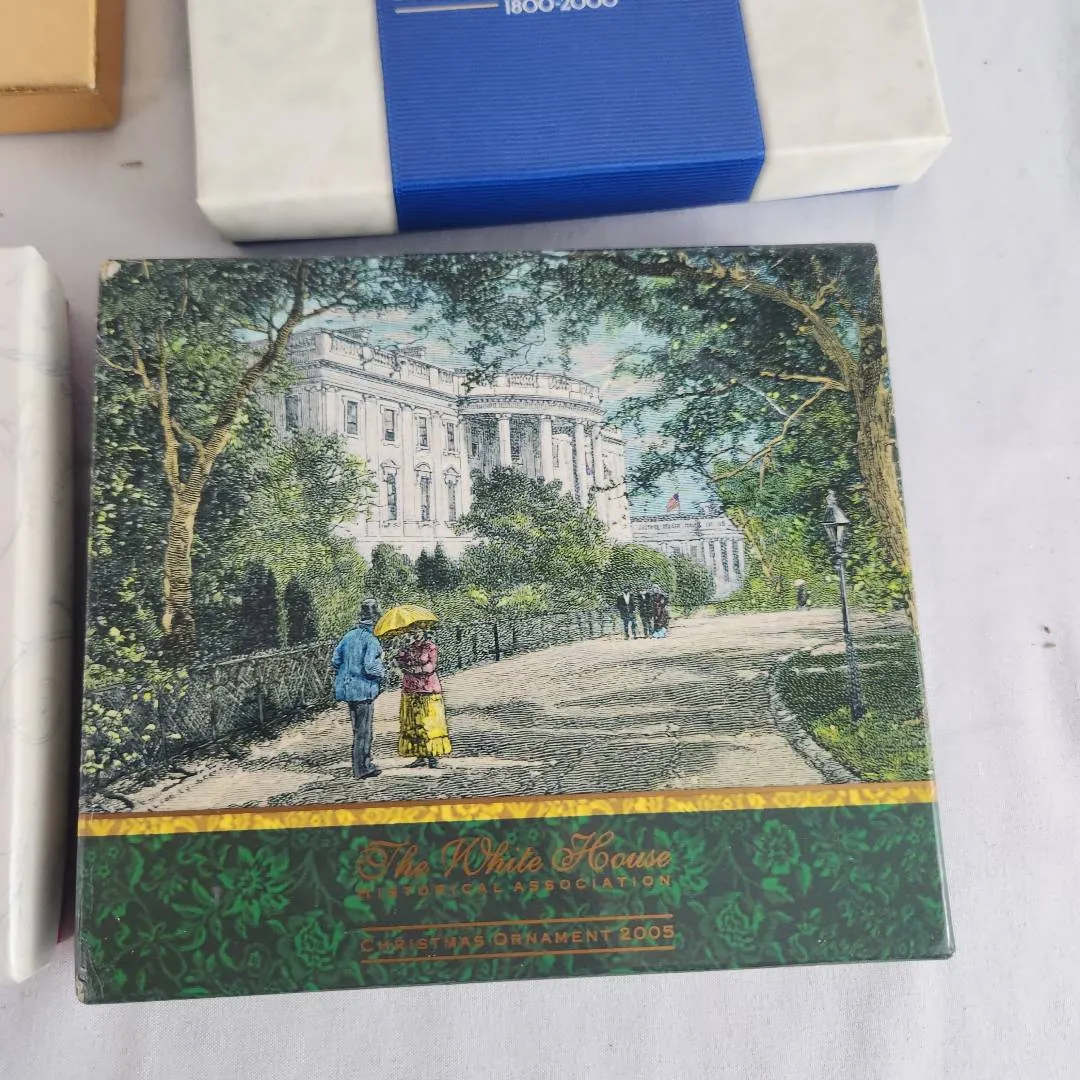 1800-2000
The White House
HISTORICAL ASSOCIATION
CHRISTMAS ORNAMENT 2005